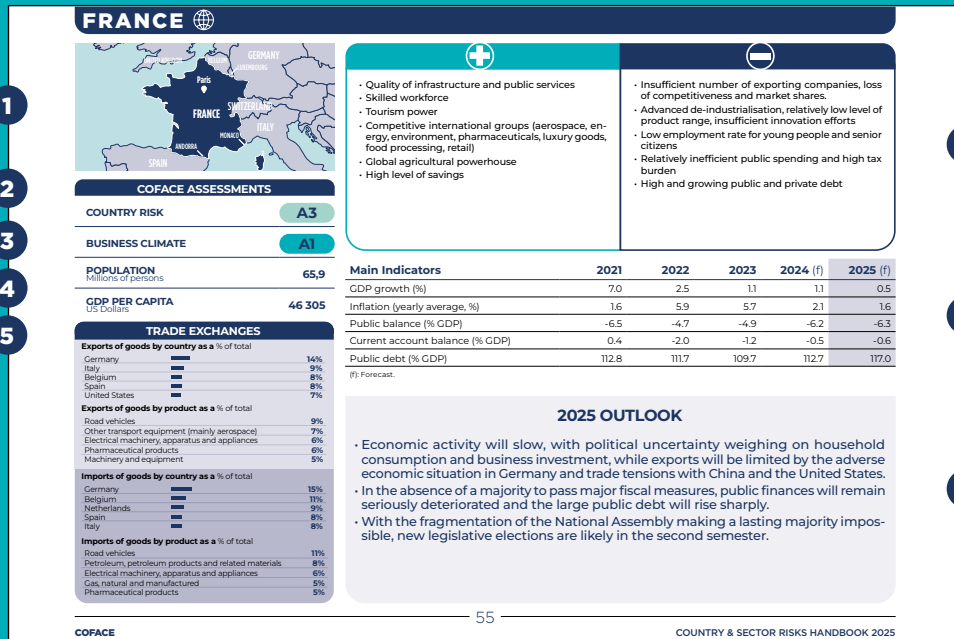 FRANCE
1
2
3
4
5
UNITED KINGDOM
BELGIUM
GERMANY
LUXEMBOURG
Paris
FRANCE
SWITZERLAND
ITALY
MONACO
ANDORRA
SPAIN
COFACE ASSESSMENTS
COUNTRY RISK A3
BUSINESS CLIMATE A1
POPULATION 65,9
Millions of persons
GDP PER CAPITA 46 305
US Dollars
TRADE EXCHANGES
Exports of goods by country as a % of total
Germany 14%
Italy 9%
Belgium 8%
Spain 8%
United States 7%
Exports of goods by product as a % of total
Road vehicles 9%
Other transport equipment (mainly aerospace) 7%
Electrical machinery, apparatus and appliances 6%
Pharmaceutical products 6%
Machinery and equipment 5%
Imports of goods by country as a % of total
Germany 15%
Belgium 11%
Netherlands 9%
Spain 8%
Italy 8%
Imports of goods by product as a % of total
Road vehicles 11%
Petroleum, petroleum products and related materials 8%
Electrical machinery, apparatus and appliances 6%
Gas, natural and manufactured 5%
Pharmaceutical products 5%
· Quality of infrastructure and public services
· Skilled workforce
· Tourism power
· Competitive international groups (aerospace, en-
ergy, environment, pharmaceuticals, luxury goods,
food processing, retail)
· Global agricultural powerhouse
· High level of savings
· Insufficient number of exporting companies, loss
of competitiveness and market shares.
· Advanced de-industrialisation, relatively low level of
product range, insufficient innovation efforts
· Low employment rate for young people and senior
citizens
· Relatively inefficient public spending and high tax
burden
· High and growing public and private debt
Main Indicators 2021 2022 2023 2024 (f) 2025 (f)
GDP growth (%) 7.0 2.5 1.1 1.1 0.5
Inflation (yearly average, %) 1.6 5.9 5.7 2.1 1.6
Public balance (% GDP) -6.5 -4.7 -4.9 -6.2 -6.3
Current account balance (% GDP) 0.4 -2.0 -1.2 -0.5 -0.6
Public debt (% GDP) 112.8 111.7 109.7 112.7 117.0
(f): Forecast.
2025 OUTLOOK
· Economic activity will slow, with political uncertainty weighing on household
consumption and business investment, while exports will be limited by the adverse
economic situation in Germany and trade tensions with China and the United States.
· In the absence of a majority to pass major fiscal measures, public finances will remain
seriously deteriorated and the large public debt will rise sharply.
· With the fragmentation of the National Assembly making a lasting majority impos-
sible, new legislative elections are likely in the second semester.
55
COFACE
COUNTRY & SECTOR RISKS HANDBOOK 2025